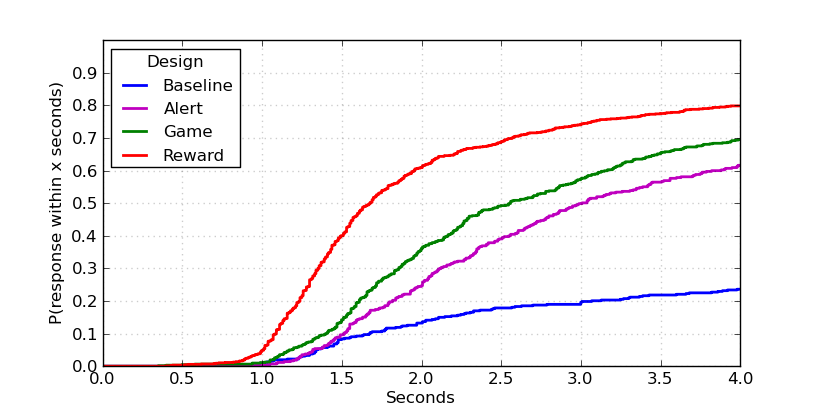 Design
Baseline
Alert
Game
Reward
P(response within x seconds)
0.9
0.8
0.7
0.6
0.5
0.4
0.3
0.2
0.1
0.0
0.0 0.5 1.0 1.5 2.0 2.5 3.0 3.5 4.0
Seconds